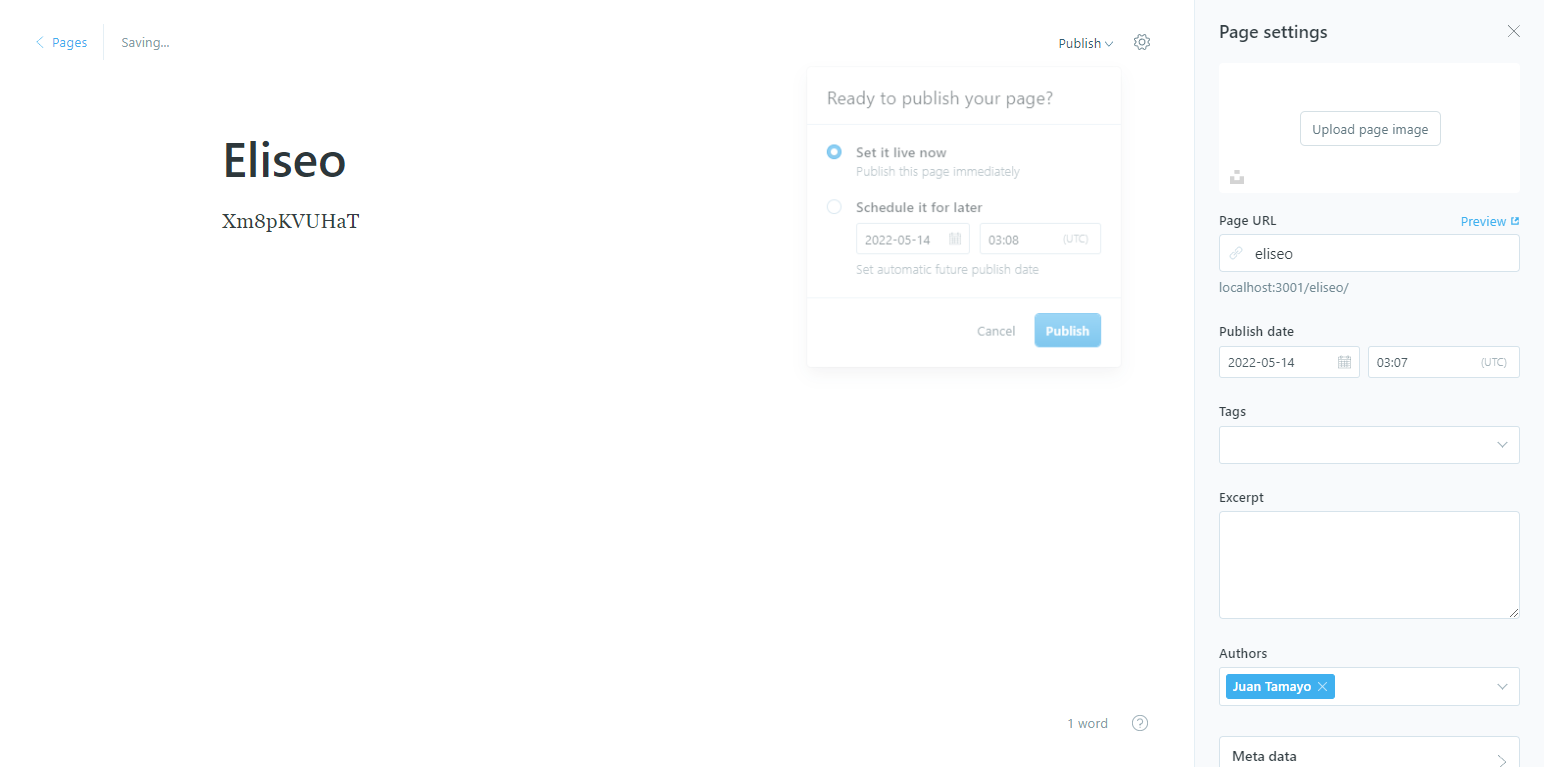 Pages
Saving...
Publish
Eliseo
Xm8pKVUHaT
Ready to publish your page?
Set it live now
Publish this page immediately
Schedule it for later
2022-05-14 03:08 (UTC)
Set automatic future publish date
Cancel Publish
1 word
?
Page settings
Upload page image
Page URL Preview
eliseo
localhost:3001/eliseo/
Publish date
2022-05-14 03:07 (UTC)
Tags
Excerpt
Authors
Juan Tamayo
Meta data